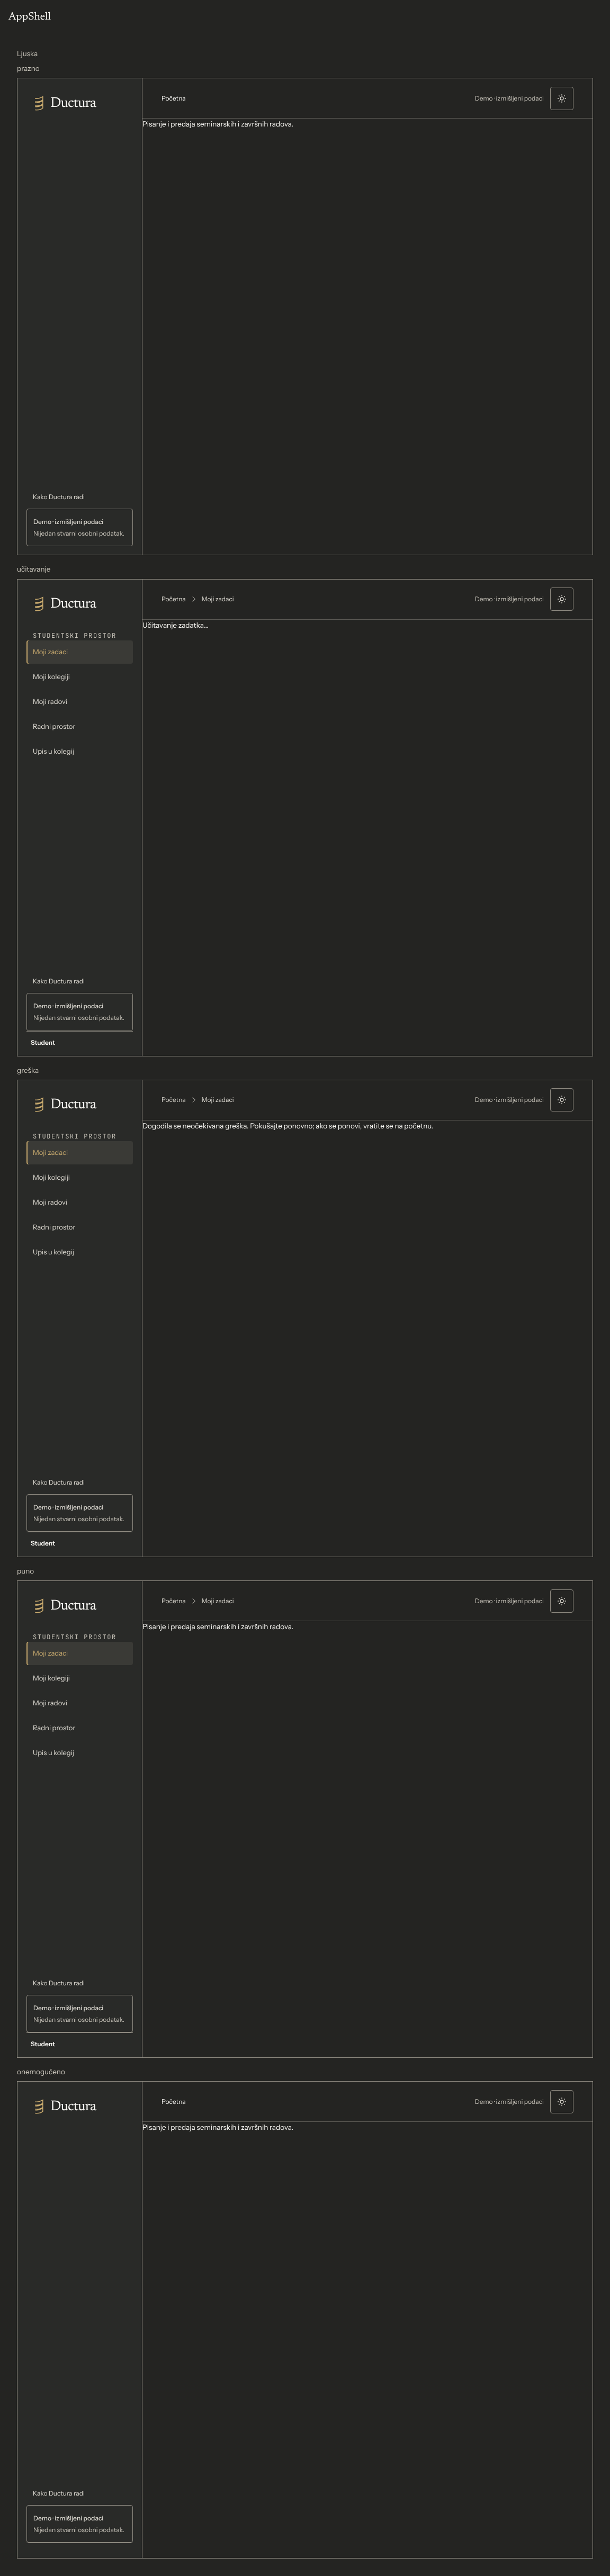 AppShell
Ljuska
prazno
Ductura
Početna
Demo · izmišljeni podaci
Pisanje i predaja seminarskih i završnih radova.
Kako Ductura radi
Demo · izmišljeni podaci
Nijedan stvarni osobni podatak.
učitavanje
Ductura
Početna
Moji zadaci
Demo · izmišljeni podaci
Učitavanje zadatka…
STUDENTSKI PROSTOR
Moji zadaci
Moji kolegiji
Moji radovi
Radni prostor
Upis u kolegij
Kako Ductura radi
Demo · izmišljeni podaci
Nijedan stvarni osobni podatak.
Student
greška
Ductura
Početna
Moji zadaci
Demo · izmišljeni podaci
Dogodila se neočekivana greška. Pokušajte ponovno; ako se ponovi, vratite se na početnu.
STUDENTSKI PROSTOR
Moji zadaci
Moji kolegiji
Moji radovi
Radni prostor
Upis u kolegij
Kako Ductura radi
Demo · izmišljeni podaci
Nijedan stvarni osobni podatak.
Student
puno
Ductura
Početna
Moji zadaci
Demo · izmišljeni podaci
Pisanje i predaja seminarskih i završnih radova.
STUDENTSKI PROSTOR
Moji zadaci
Moji kolegiji
Moji radovi
Radni prostor
Upis u kolegij
Kako Ductura radi
Demo · izmišljeni podaci
Nijedan stvarni osobni podatak.
Student
onemogućeno
Ductura
Početna
Demo · izmišljeni podaci
Pisanje i predaja seminarskih i završnih radova.
Kako Ductura radi
Demo · izmišljeni podaci
Nijedan stvarni osobni podatak.